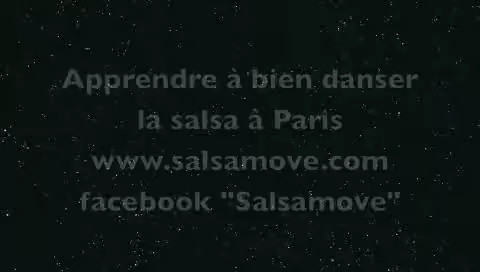 Apprendre à bien danser
la salsa à Paris
www.salsamove.com
facebook "Salsamove"